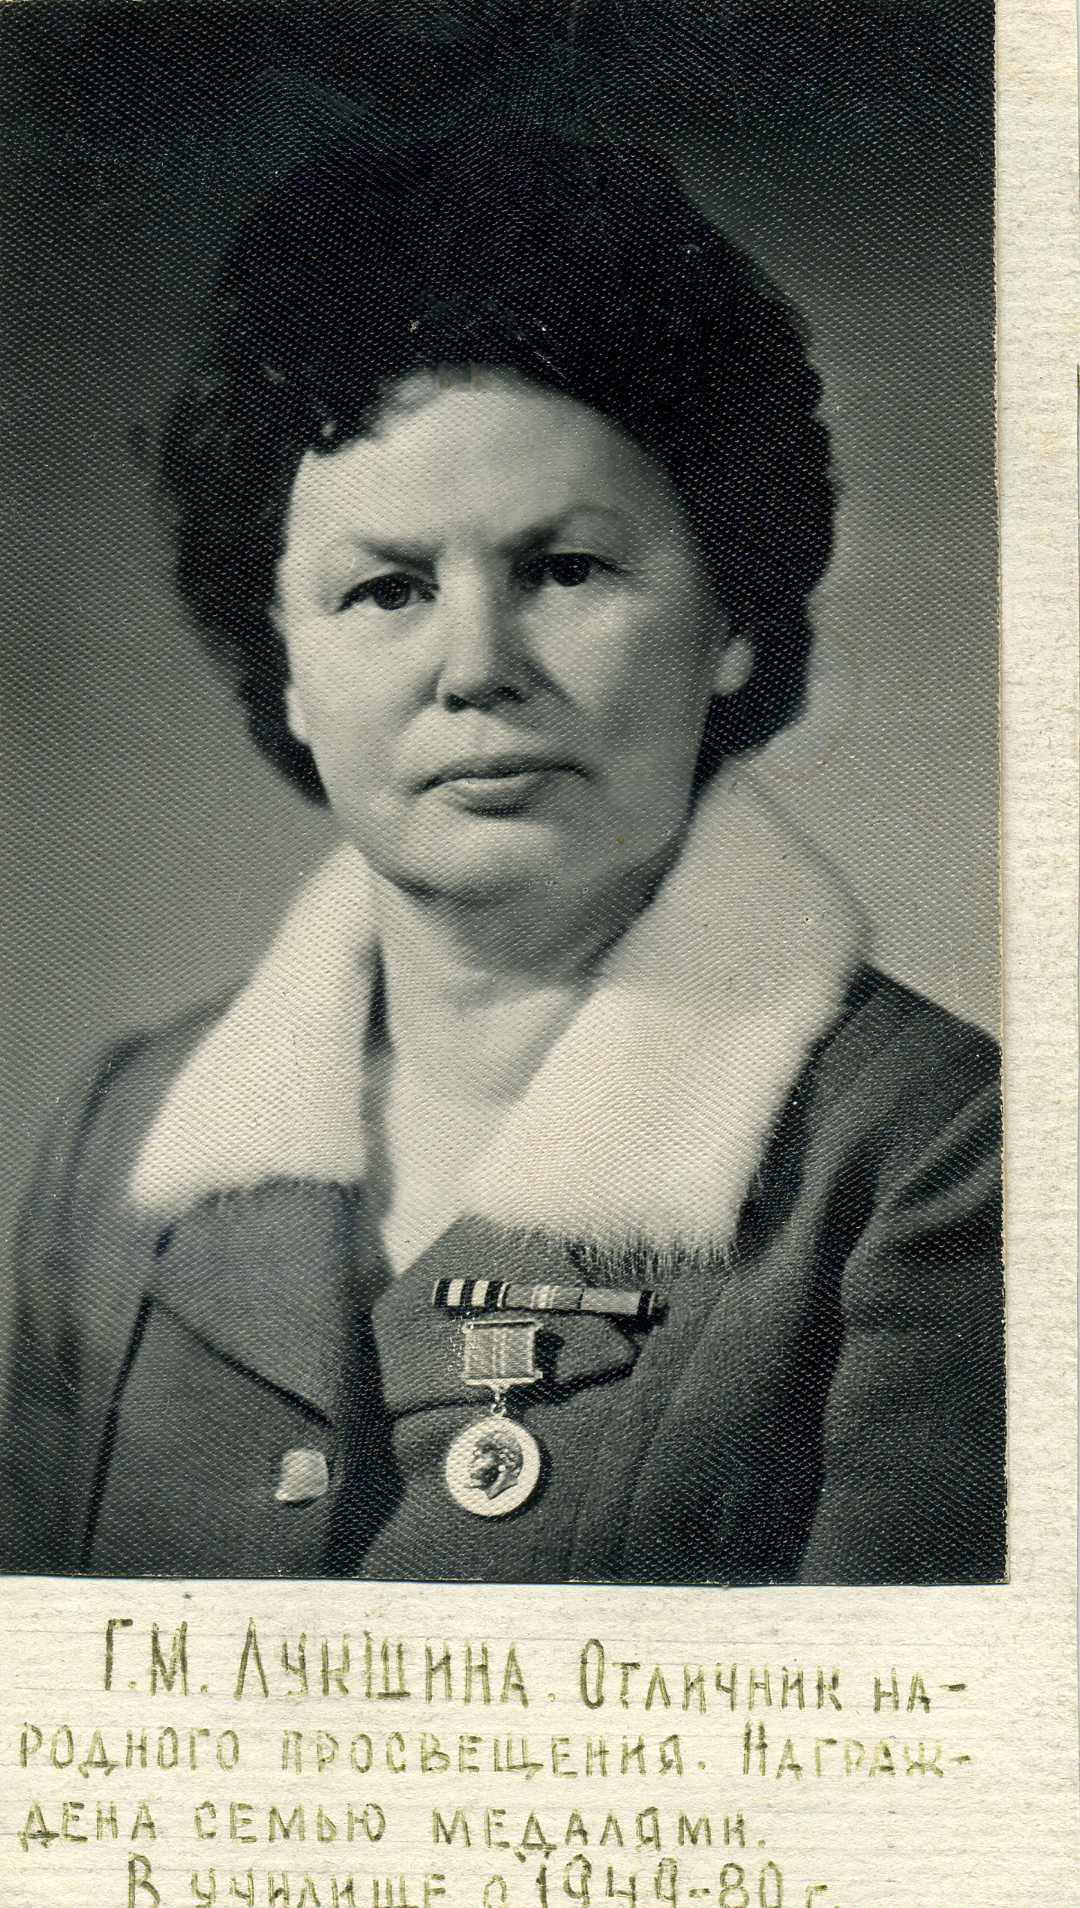 Г.М. Лукшина. Отличник на-
родного просвещения. Награж-
дена семью медалями.
В училище с 1949-80 г.